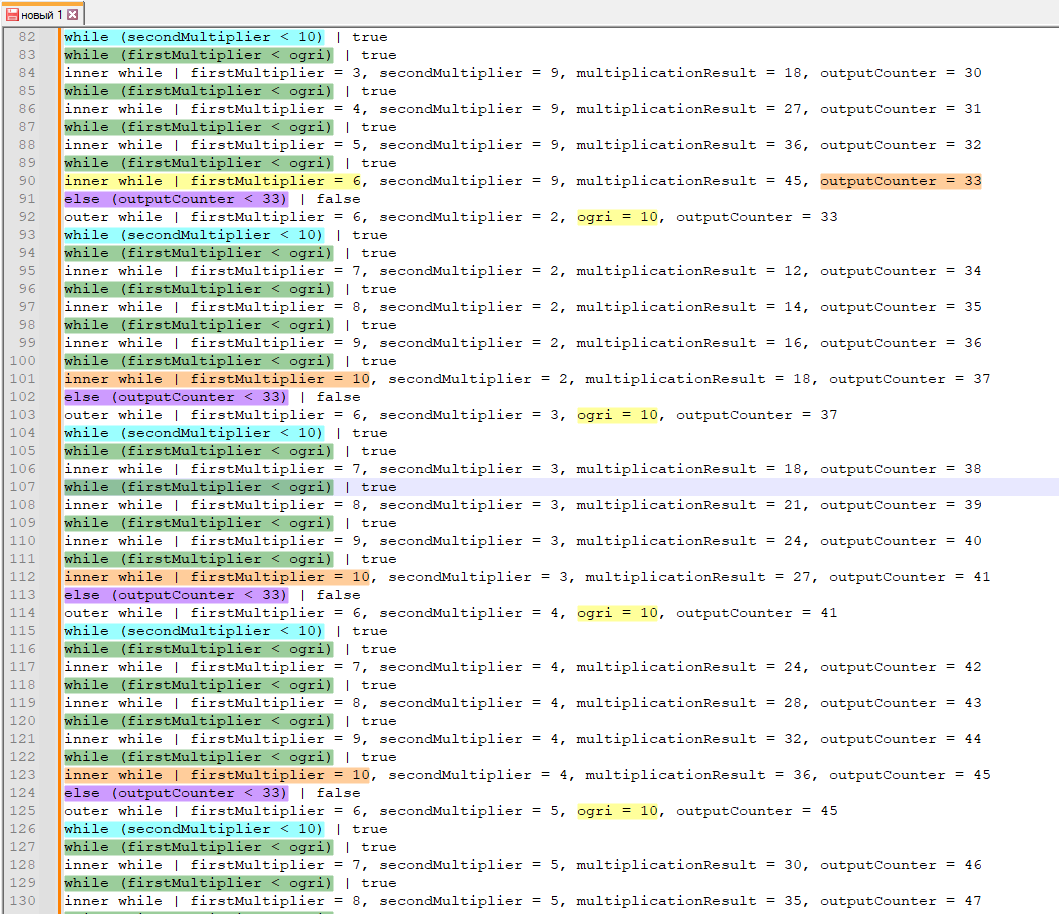 новый 1
82 while (secondMultiplier < 10) | true
83 while (firstMultiplier < ogri) | true
84 inner while | firstMultiplier = 3, secondMultiplier = 9, multiplicationResult = 18, outputCounter = 30
85 while (firstMultiplier < ogri) | true
86 inner while | firstMultiplier = 4, secondMultiplier = 9, multiplicationResult = 27, outputCounter = 31
87 while (firstMultiplier < ogri) | true
88 inner while | firstMultiplier = 5, secondMultiplier = 9, multiplicationResult = 36, outputCounter = 32
89 while (firstMultiplier < ogri) | true
90 inner while | firstMultiplier = 6, secondMultiplier = 9, multiplicationResult = 45, outputCounter = 33
91 else (outputCounter < 33) | false
92 outer while | firstMultiplier = 6, secondMultiplier = 2, ogri = 10, outputCounter = 33
93 while (secondMultiplier < 10) | true
94 while (firstMultiplier < ogri) | true
95 inner while | firstMultiplier = 7, secondMultiplier = 2, multiplicationResult = 12, outputCounter = 34
96 while (firstMultiplier < ogri) | true
97 inner while | firstMultiplier = 8, secondMultiplier = 2, multiplicationResult = 14, outputCounter = 35
98 while (firstMultiplier < ogri) | true
99 inner while | firstMultiplier = 9, secondMultiplier = 2, multiplicationResult = 16, outputCounter = 36
100 while (firstMultiplier < ogri) | true
101 inner while | firstMultiplier = 10, secondMultiplier = 2, multiplicationResult = 18, outputCounter = 37
102 else (outputCounter < 33) | false
103 outer while | firstMultiplier = 6, secondMultiplier = 3, ogri = 10, outputCounter = 37
104 while (secondMultiplier < 10) | true
105 while (firstMultiplier < ogri) | true
106 inner while | firstMultiplier = 7, secondMultiplier = 3, multiplicationResult = 18, outputCounter = 38
107 while (firstMultiplier < ogri) | true
108 inner while | firstMultiplier = 8, secondMultiplier = 3, multiplicationResult = 21, outputCounter = 39
109 while (firstMultiplier < ogri) | true
110 inner while | firstMultiplier = 9, secondMultiplier = 3, multiplicationResult = 24, outputCounter = 40
111 while (firstMultiplier < ogri) | true
112 inner while | firstMultiplier = 10, secondMultiplier = 3, multiplicationResult = 27, outputCounter = 41
113 else (outputCounter < 33) | false
114 outer while | firstMultiplier = 6, secondMultiplier = 4, ogri = 10, outputCounter = 41
115 while (secondMultiplier < 10) | true
116 while (firstMultiplier < ogri) | true
117 inner while | firstMultiplier = 7, secondMultiplier = 4, multiplicationResult = 24, outputCounter = 42
118 while (firstMultiplier < ogri) | true
119 inner while | firstMultiplier = 8, secondMultiplier = 4, multiplicationResult = 28, outputCounter = 43
120 while (firstMultiplier < ogri) | true
121 inner while | firstMultiplier = 9, secondMultiplier = 4, multiplicationResult = 32, outputCounter = 44
122 while (firstMultiplier < ogri) | true
123 inner while | firstMultiplier = 10, secondMultiplier = 4, multiplicationResult = 36, outputCounter = 45
124 else (outputCounter < 33) | false
125 outer while | firstMultiplier = 6, secondMultiplier = 5, ogri = 10, outputCounter = 45
126 while (secondMultiplier < 10) | true
127 while (firstMultiplier < ogri) | true
128 inner while | firstMultiplier = 7, secondMultiplier = 5, multiplicationResult = 30, outputCounter = 46
129 while (firstMultiplier < ogri) | true
130 inner while | firstMultiplier = 8, secondMultiplier = 5, multiplicationResult = 35, outputCounter = 47